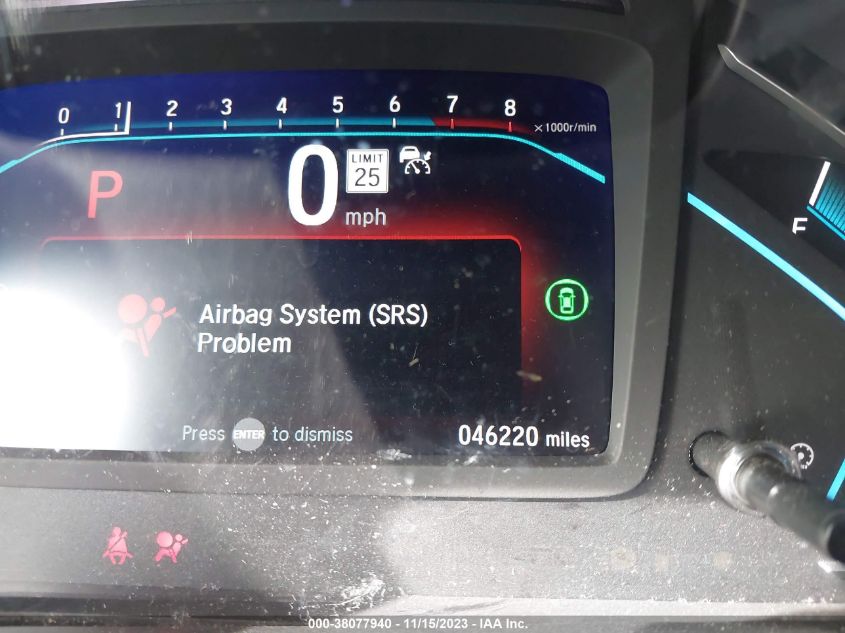 0 1 2 3 4 5 6 7 8 ×1000r/min
P 0 mph
LIMIT
25
F
Airbag System (SRS)
Problem
Press ENTER to dismiss
046220 miles
000-38077940 - 11/15/2023 - IAA Inc.